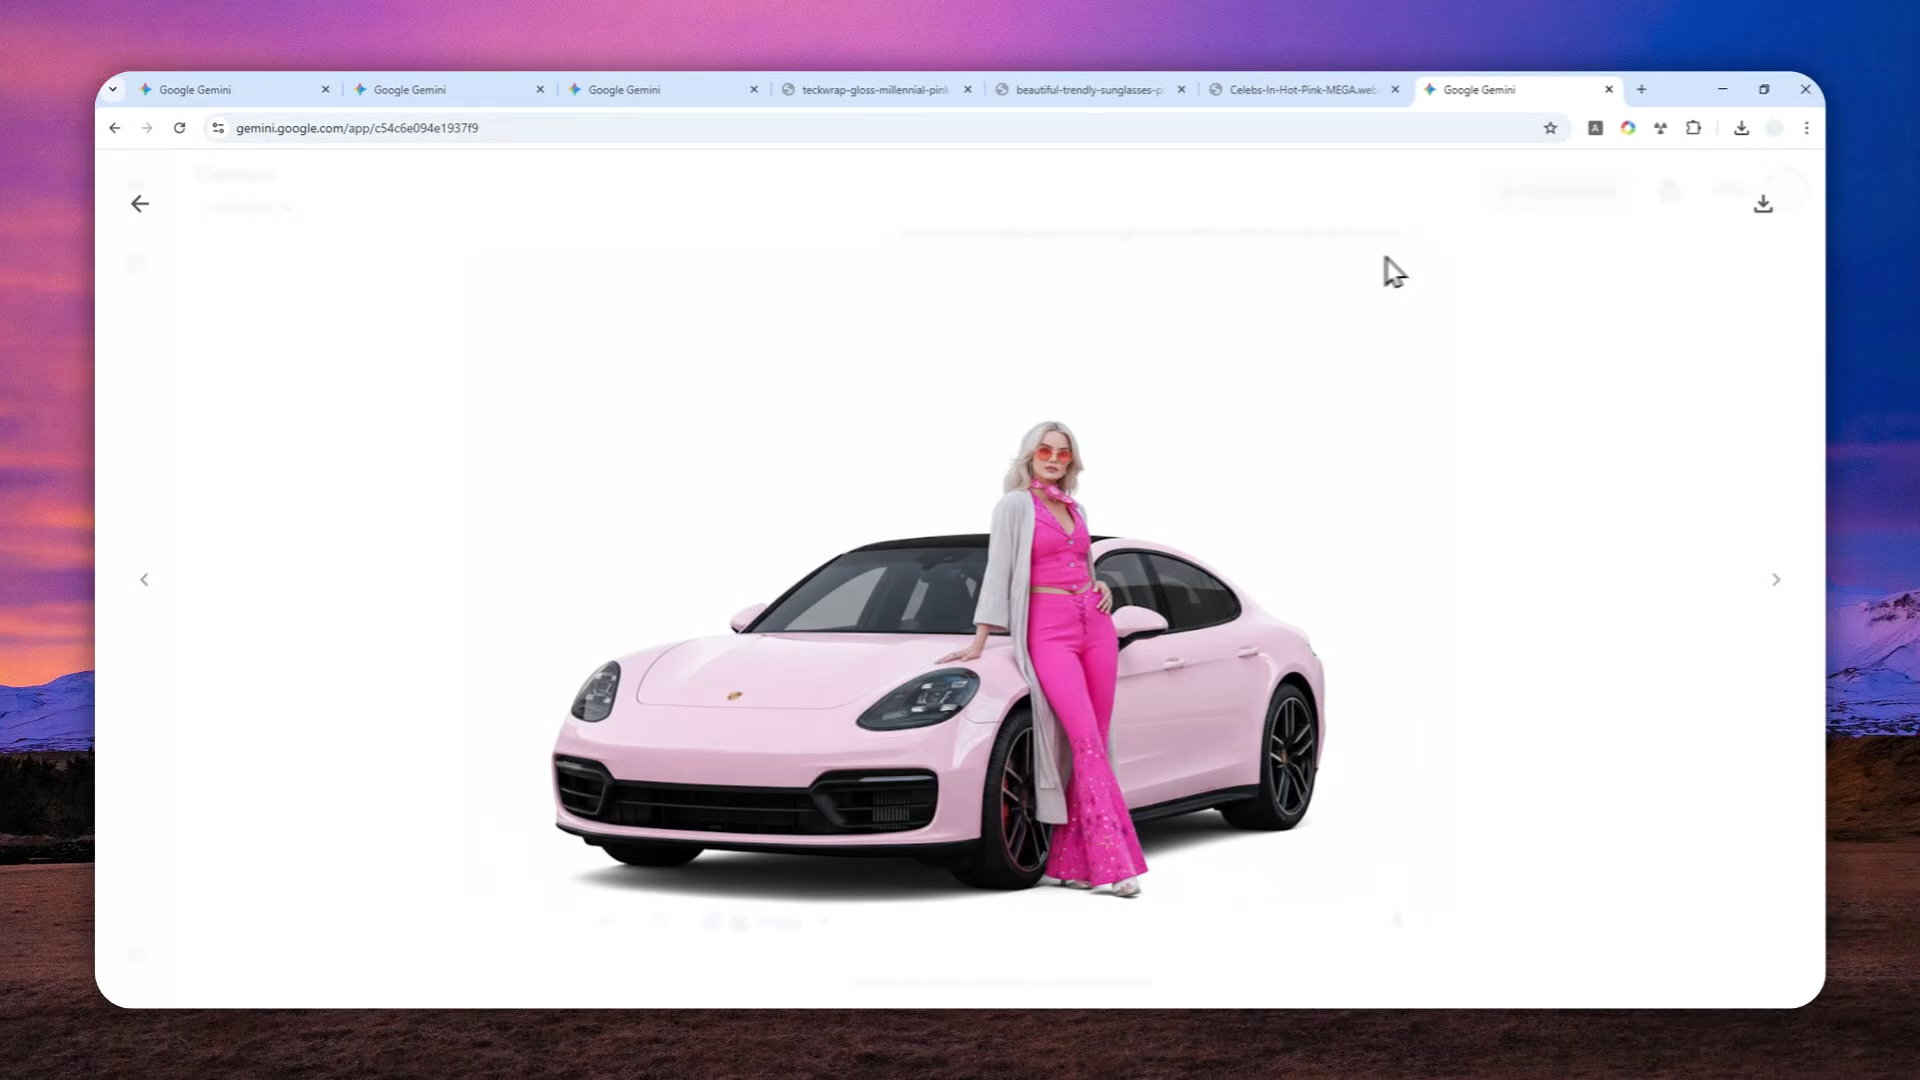 Google Gemini
Google Gemini
Google Gemini
teckwrap-gloss-millennial-pink
beautiful-trendly-sunglasses-p
Celebs-In-Hot-Pink-MEGA.web
Google Gemini
gemini.google.com/app/c54c6e094e1937f9
A